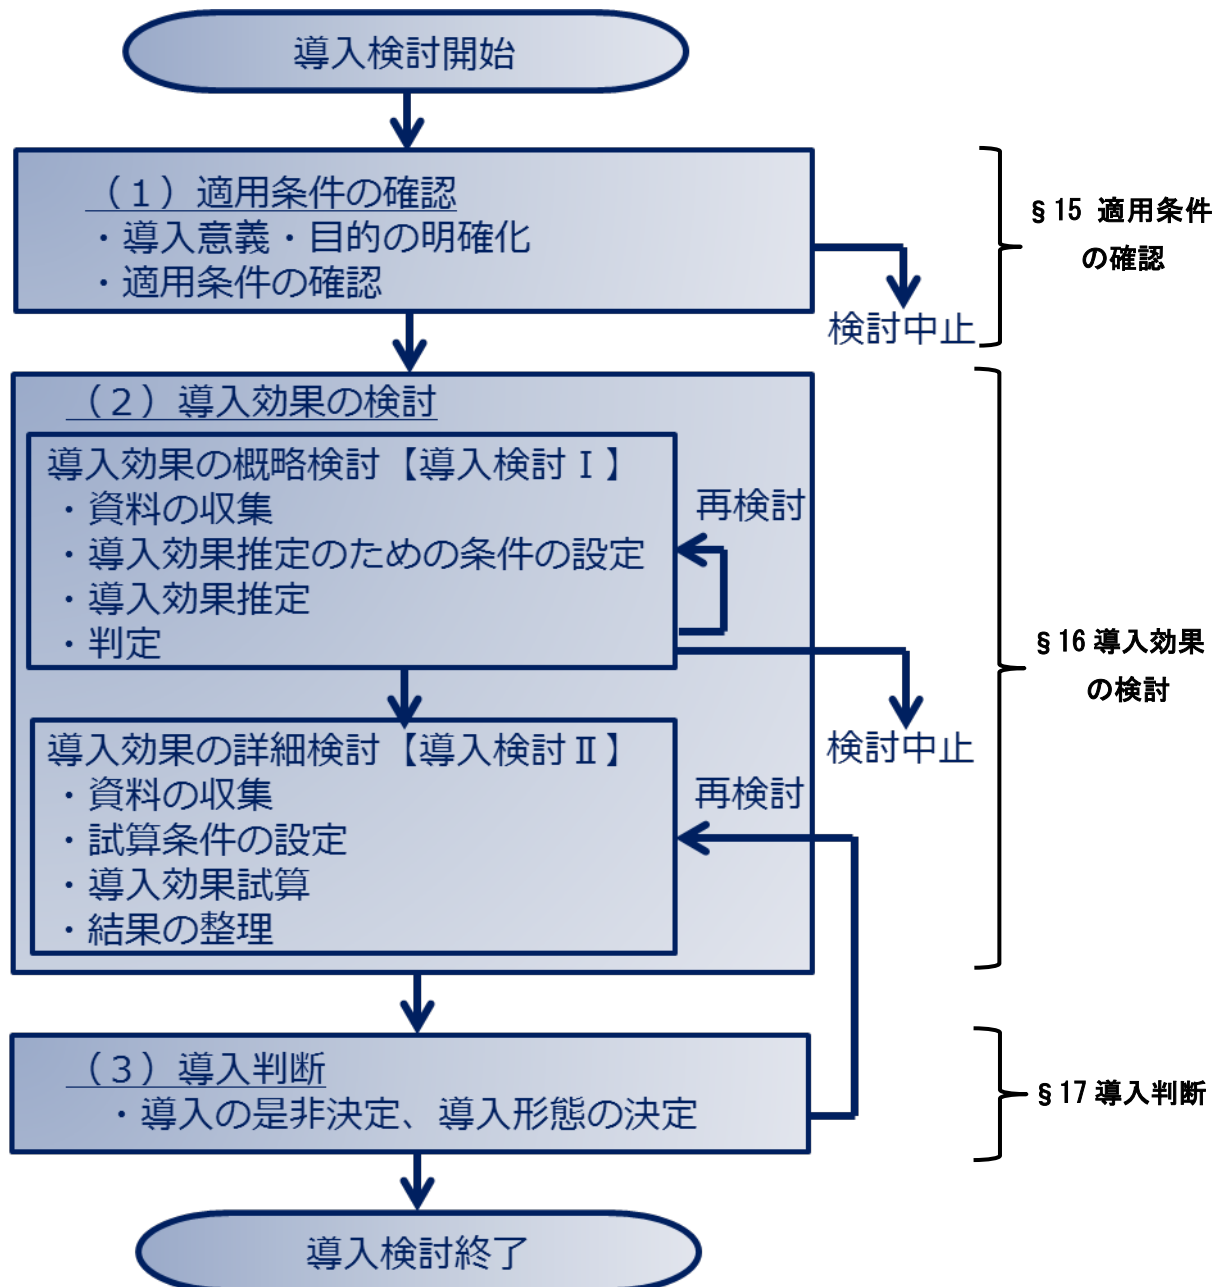 導入検討開始
（１）適用条件の確認
・導入意義・目的の明確化
・適用条件の確認
検討中止
§15 適用条件
の確認
（２）導入効果の検討
導入効果の概略検討【導入検討Ⅰ】
・資料の収集
・導入効果推定のための条件の設定
・導入効果推定
・判定
再検討
検討中止
§16 導入効果
の検討
導入効果の詳細検討【導入検討Ⅱ】
・資料の収集
・試算条件の設定
・導入効果試算
・結果の整理
再検討
（３）導入判断
・導入の是非決定、導入形態の決定
§17 導入判断
導入検討終了